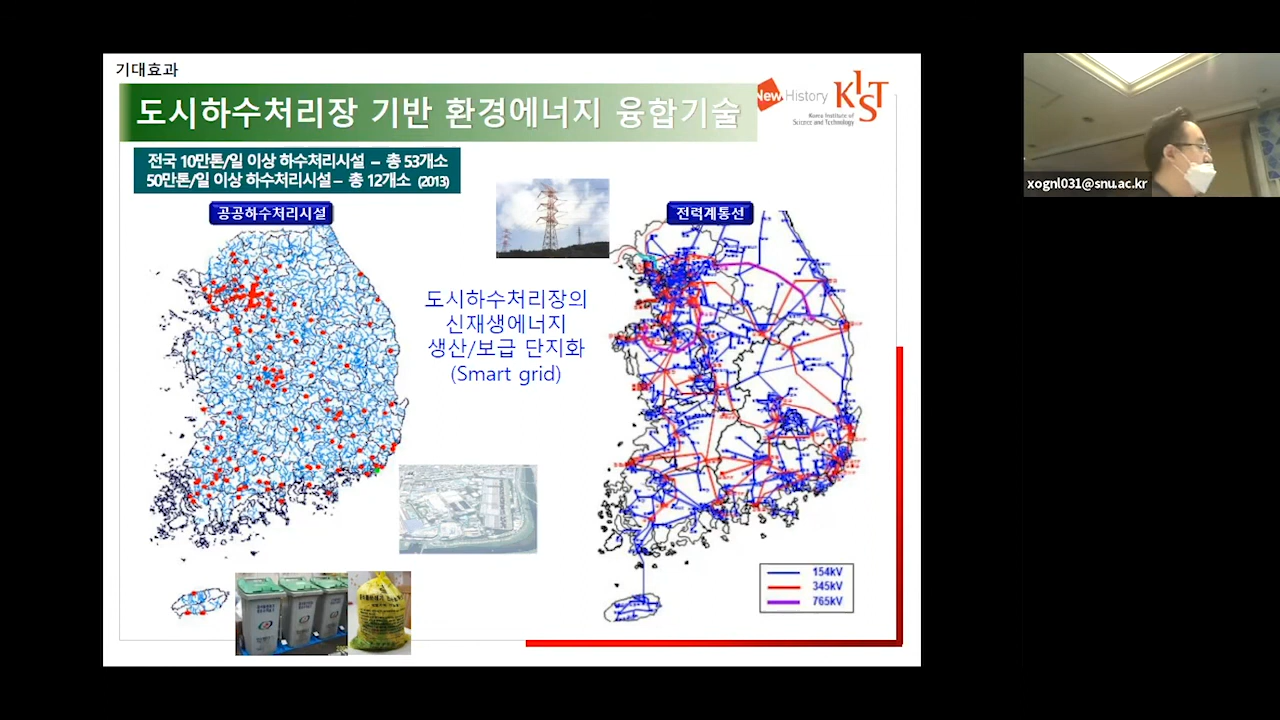 기대효과
도시하수처리장 기반 환경에너지 융합기술
New History KIST
Korea Institute of
Science and Technology
전국 10만톤/일 이상 하수처리시설 – 총 53개소
50만톤/일 이상 하수처리시설 – 총 12개소 (2013)
공공하수처리시설
전력계통선
도시하수처리장의
신재생에너지
생산/보급 단지화
(Smart grid)
154kV
345kV
765kV
xognl031@snu.ac.kr